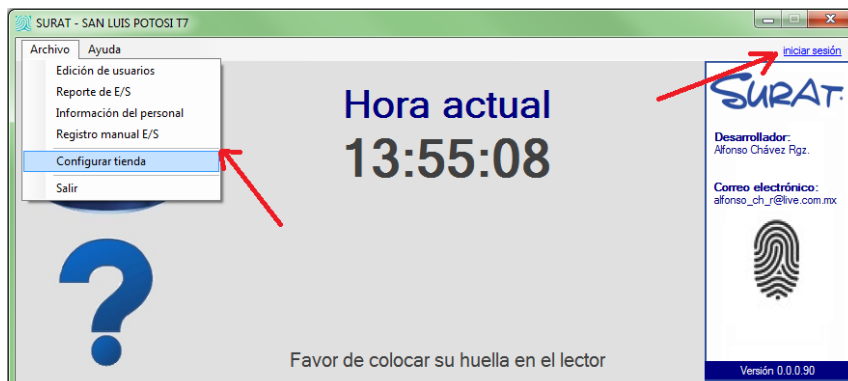 SURAT - SAN LUIS POTOSI T7
Archivo Ayuda
iniciar sesión
Edición de usuarios
Reporte de E/S
Información del personal
Registro manual E/S
Configurar tienda
Salir
Hora actual
13:55:08
Favor de colocar su huella en el lector
SURAT
Desarrollador:
Alfonso Chávez Rgz.
Correo electrónico:
alfonso_ch_r@live.com.mx
Versión 0.0.0.90